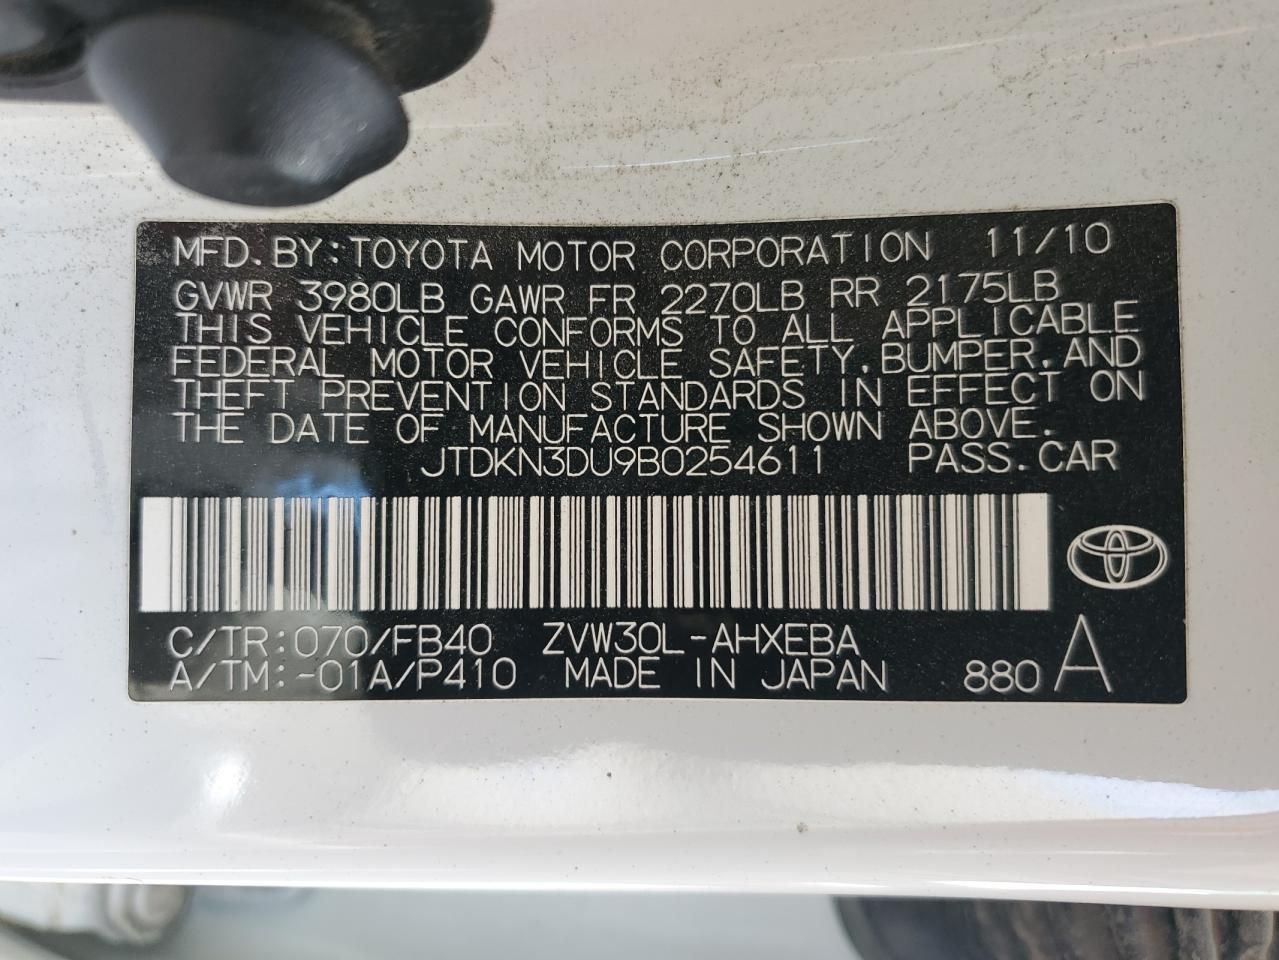 MFD. BY: TOYOTA MOTOR CORPORATION 11/10
GVWR 3980LB GAWR FR 2270LB RR 2175LB
THIS VEHICLE CONFORMS TO ALL APPLICABLE
FEDERAL MOTOR VEHICLE SAFETY, BUMPER, AND
THEFT PREVENTION STANDARDS IN EFFECT ON
THE DATE OF MANUFACTURE SHOWN ABOVE.
JTDKN3DU9B0254611 PASS. CAR
C/TR:070/FB40 ZVW30L-AHXEBA
A/TM:-01A/P410 MADE IN JAPAN 880 A